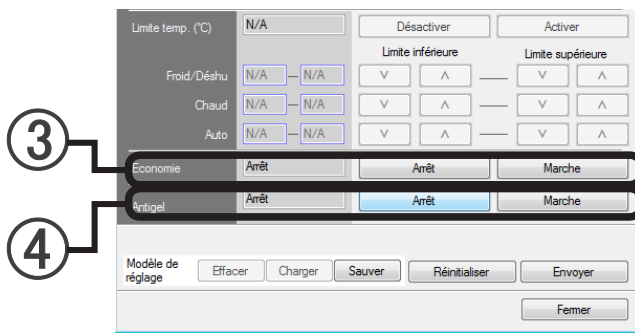 Limite temp. (°C) N/A Désactiver Activer
Limite inférieure Limite supérieure
Froid/Déshu N/A — N/A ∨ ∧ — ∨ ∧
Chaud N/A — N/A ∨ ∧ — ∨ ∧
Auto N/A — N/A ∨ ∧ — ∨ ∧
③ Economie Arrêt Arrêt Marche
④ Antigel Arrêt Arrêt Marche
Modèle de
réglage Effacer Charger Sauver Réinitialiser Envoyer
Fermer